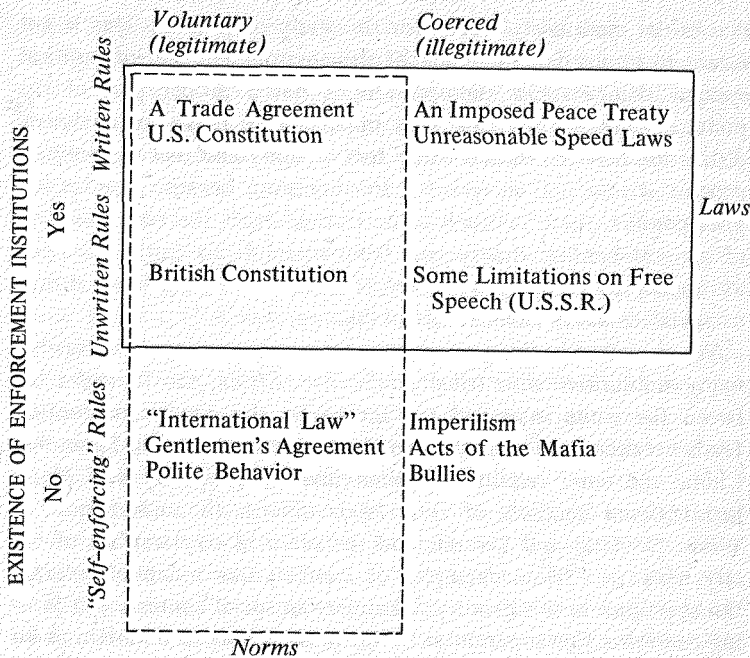 Voluntary
(legitimate)
Coerced
(illegitimate)
EXISTENCE OF ENFORCEMENT INSTITUTIONS
Yes
Written Rules
A Trade Agreement
U.S. Constitution
An Imposed Peace Treaty
Unreasonable Speed Laws
Laws
Unwritten Rules
British Constitution
Some Limitations on Free
Speech (U.S.S.R.)
No
"Self-enforcing" Rules
"International Law"
Gentlemen's Agreement
Polite Behavior
Imperilism
Acts of the Mafia
Bullies
Norms